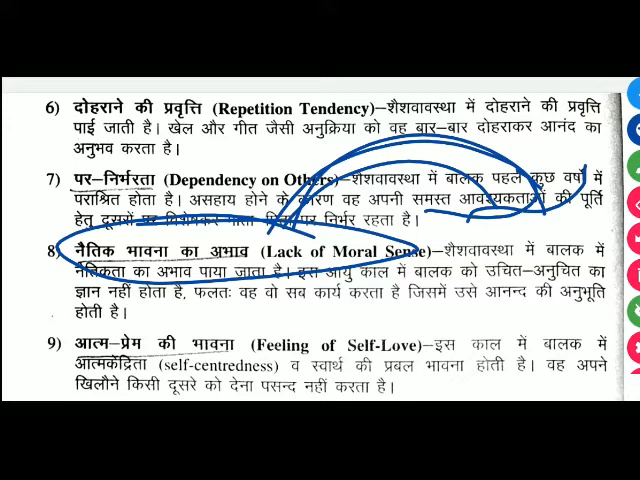 6) दोहराने की प्रवृत्ति (Repetition Tendency)–शैशवावस्था में दोहराने की प्रवृत्ति
पाई जाती है। खेल और गीत जैसी अनुक्रिया को वह बार–बार दोहराकर आनंद का
अनुभव करता है।
7) पर–निर्भरता (Dependency on Others)–शैशवावस्था में बालक पहले कुछ वर्षों में
पराश्रित होता है। असहाय होने के कारण वह अपनी समस्त आवश्यकताओं की पूर्ति
हेतु दूसरों पर विशेषकर माता पिता पर निर्भर रहता है।
8) नैतिक भावना का अभाव (Lack of Moral Sense)–शैशवावस्था में बालक में
नैतिकता का अभाव पाया जाता है। इस आयु काल में बालक को उचित–अनुचित का
ज्ञान नहीं होता है, फलतः वह वो सब कार्य करता है जिसमें उसे आनन्द की अनुभूति
होती है।
9) आत्म–प्रेम की भावना (Feeling of Self-Love)–इस काल में बालक में
आत्मकेंद्रिता (self-centredness) व स्वार्थ की प्रबल भावना होती है। वह अपने
खिलौने किसी दूसरे को देना पसन्द नहीं करता है।